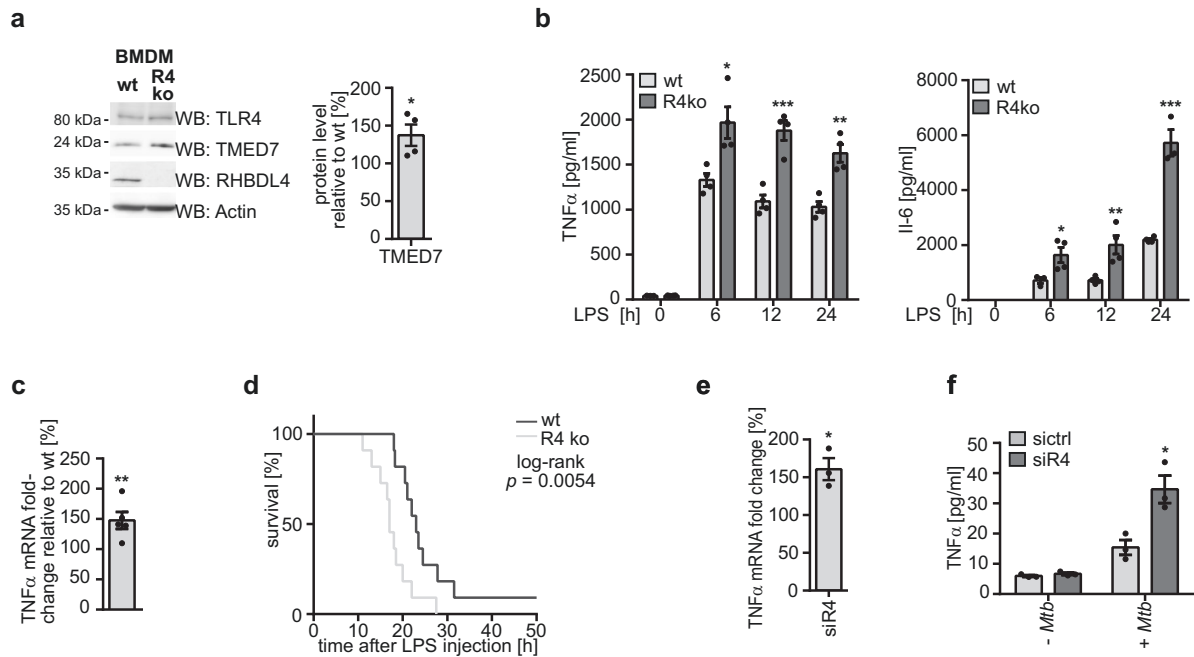 a
BMDM
wt R4 ko
80 kDa - WB: TLR4
24 kDa - WB: TMED7
35 kDa - WB: RHBDL4
35 kDa - WB: Actin
protein level
relative to wt [%]
200
150
100
50
0
*
TMED7
b
TNFα [pg/ml]
2500
2000
1500
1000
500
0
wt
R4ko
* *** **
LPS [h] 0 6 12 24
Il-6 [pg/ml]
8000
6000
4000
2000
0
wt
R4ko
* ** ***
LPS [h] 0 6 12 24
c
TNFα mRNA fold-
change relative to wt [%]
250
200
150
100
50
0
**
d
survival [%]
100
50
0
wt
R4 ko
log-rank
p = 0.0054
0 10 20 30 40 50
time after LPS injection [h]
e
TNFα mRNA fold change [%]
200
150
100
50
0
*
siR4
f
TNFα [pg/ml]
50
40
30
20
10
0
sictrl
siR4
*
- Mtb
+ Mtb